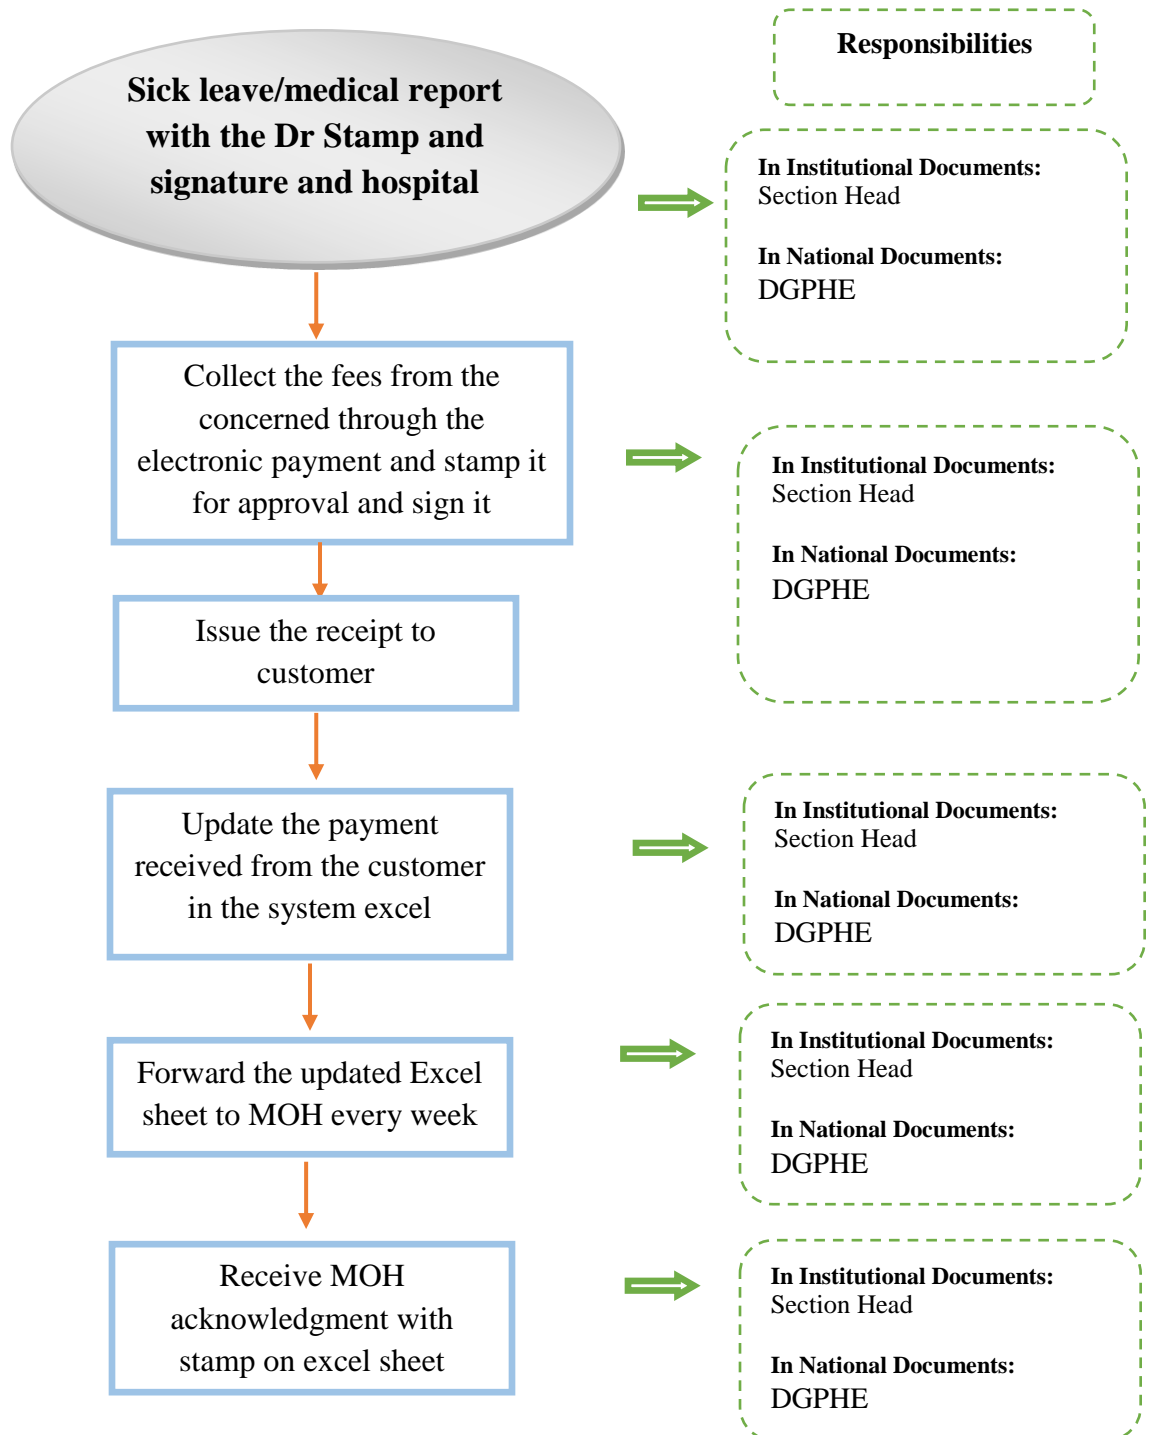 Responsibilities
Sick leave/medical report
with the Dr Stamp and
signature and hospital
In Institutional Documents:
Section Head
In National Documents:
DGPHE
Collect the fees from the
concerned through the
electronic payment and stamp it
for approval and sign it
In Institutional Documents:
Section Head
In National Documents:
DGPHE
Issue the receipt to
customer
Update the payment
received from the customer
in the system excel
In Institutional Documents:
Section Head
In National Documents:
DGPHE
Forward the updated Excel
sheet to MOH every week
In Institutional Documents:
Section Head
In National Documents:
DGPHE
Receive MOH
acknowledgment with
stamp on excel sheet
In Institutional Documents:
Section Head
In National Documents:
DGPHE